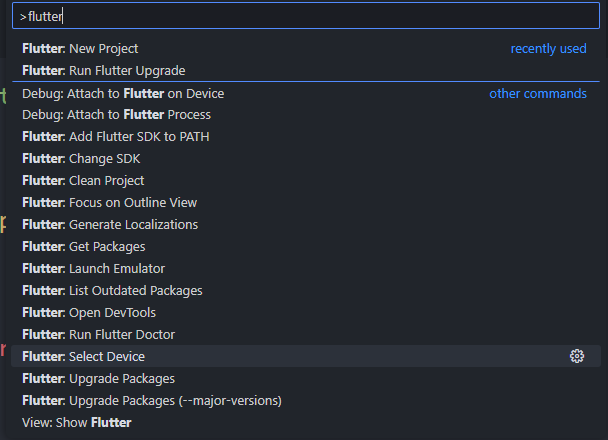 >flutter
Flutter: New Project recently used
Flutter: Run Flutter Upgrade
Debug: Attach to Flutter on Device other commands
Debug: Attach to Flutter Process
Flutter: Add Flutter SDK to PATH
Flutter: Change SDK
Flutter: Clean Project
Flutter: Focus on Outline View
Flutter: Generate Localizations
Flutter: Get Packages
Flutter: Launch Emulator
Flutter: List Outdated Packages
Flutter: Open DevTools
Flutter: Run Flutter Doctor
Flutter: Select Device
Flutter: Upgrade Packages
Flutter: Upgrade Packages (--major-versions)
View: Show Flutter